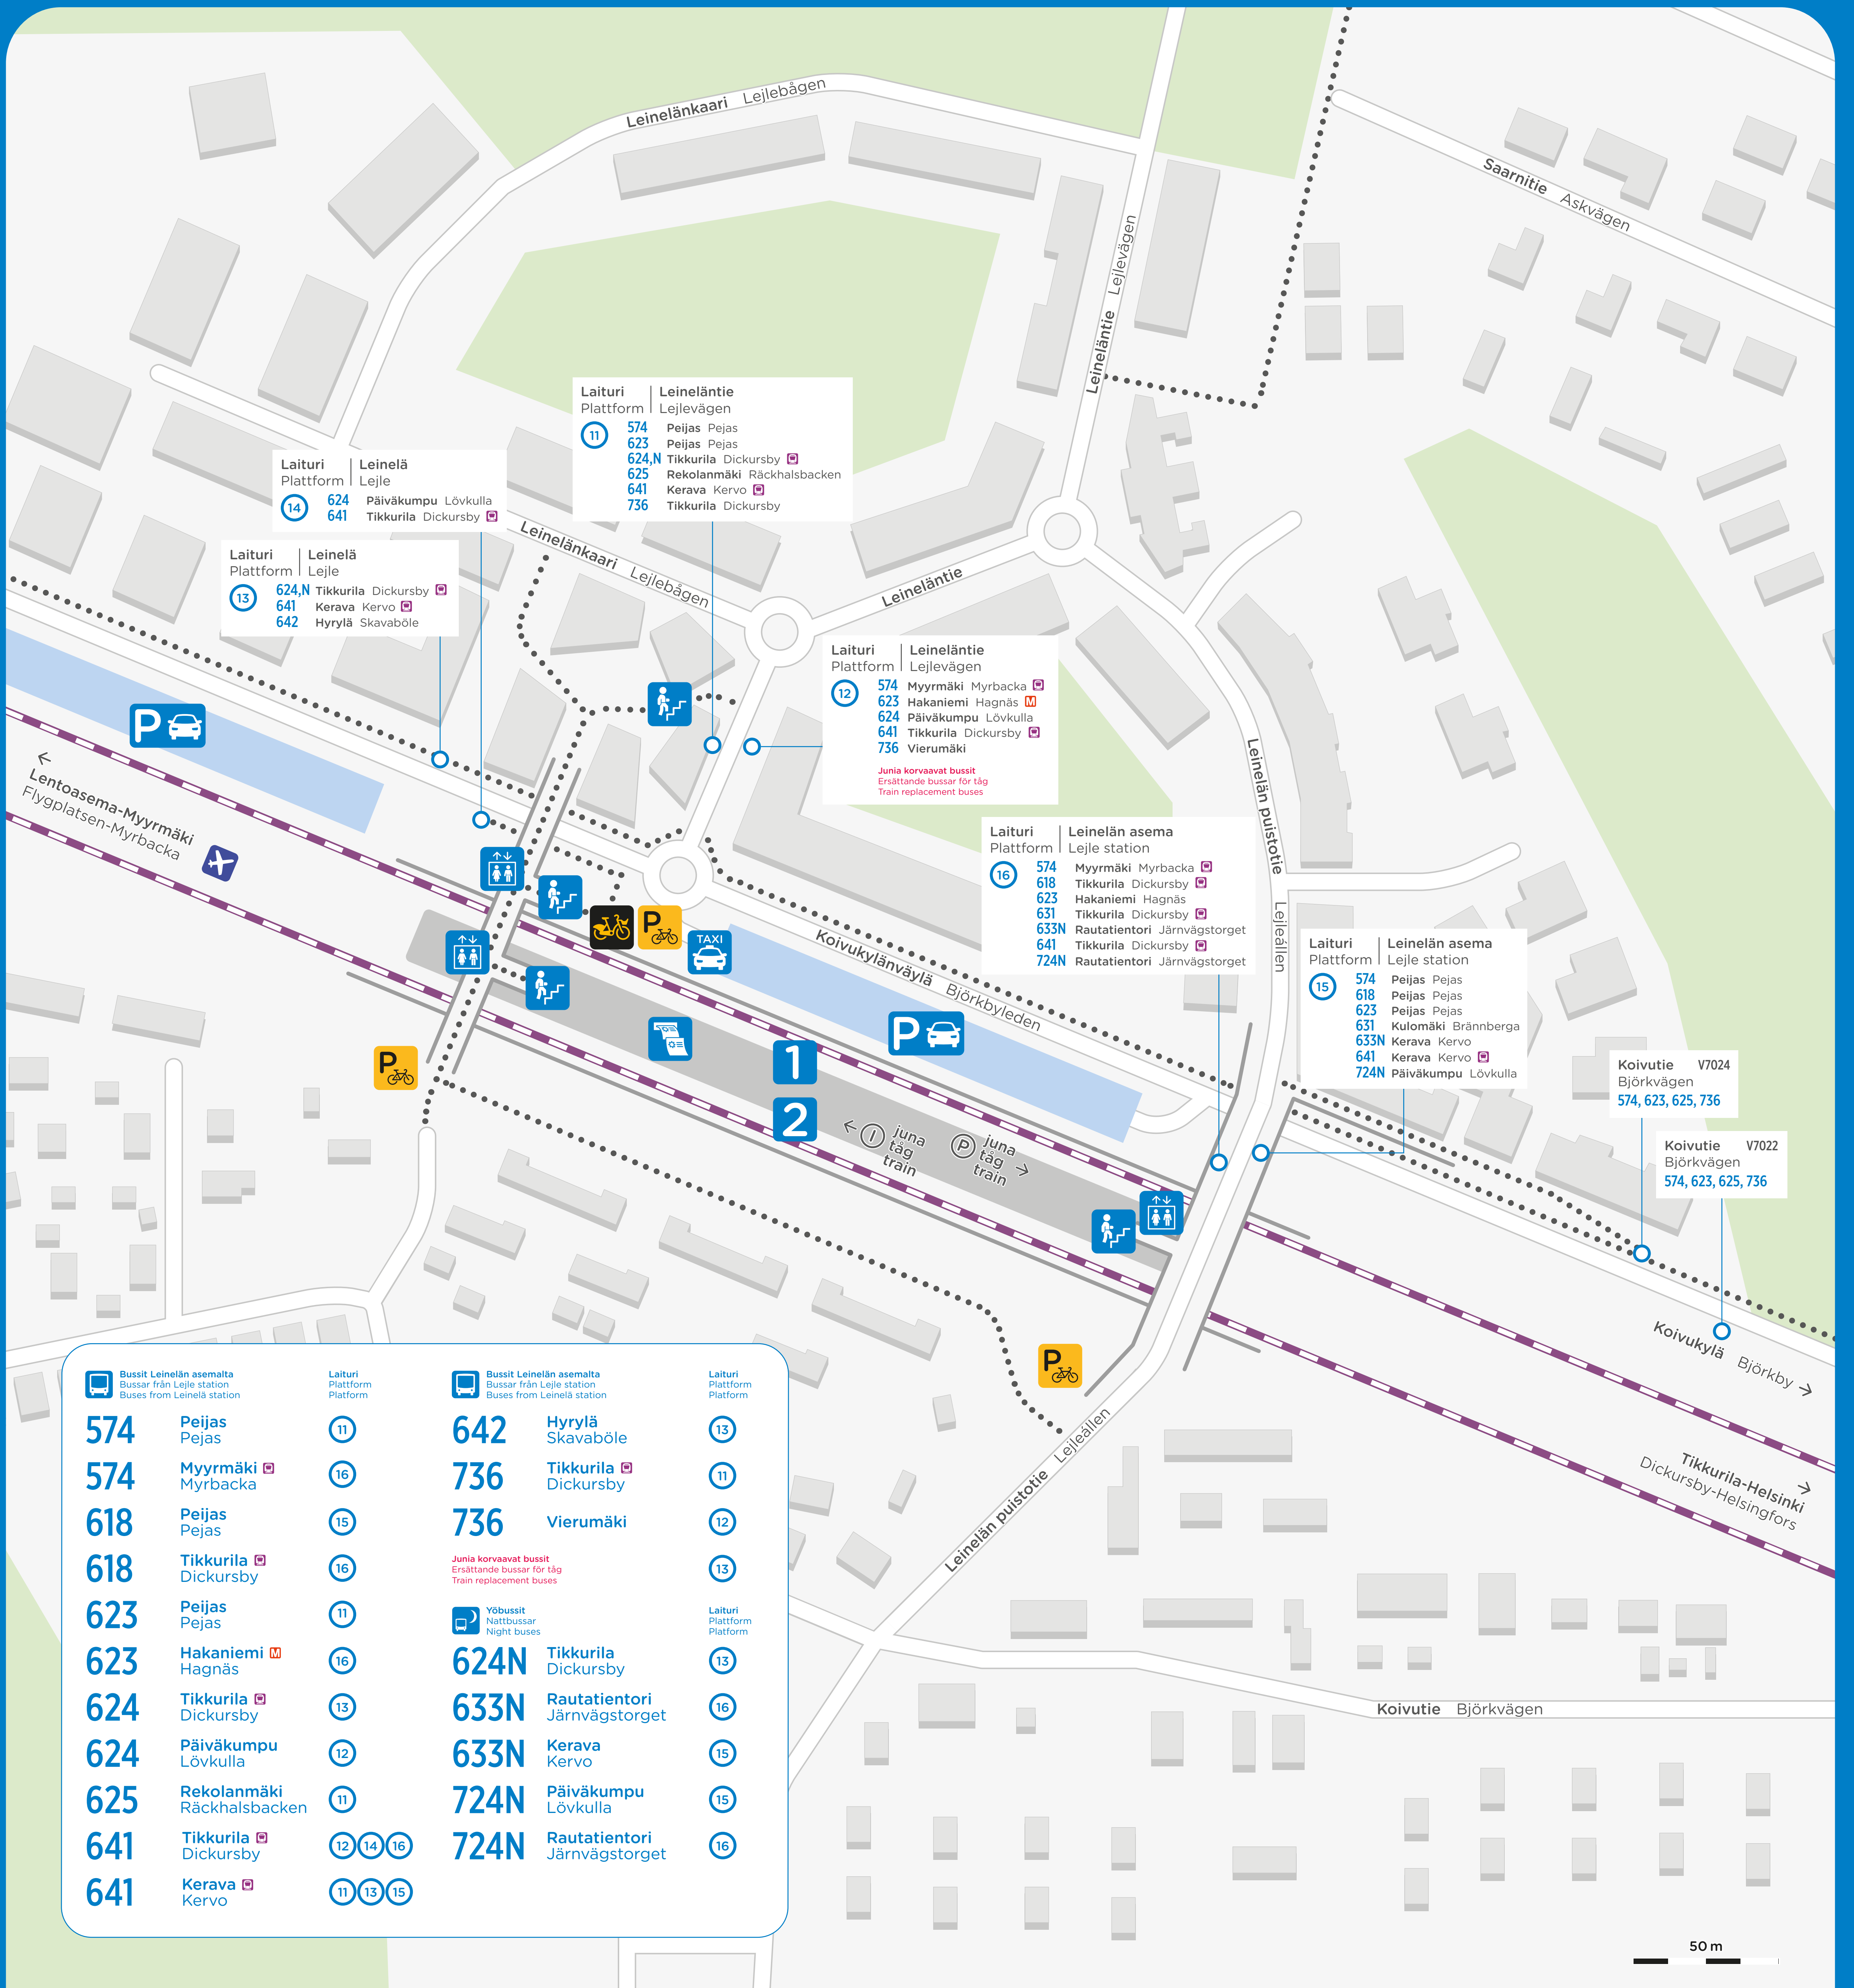 Leinelänkaari Lejlebågen
Saarnitie Askvägen
Leineläntie Lejlevägen
Laituri Leineläntie
Plattform Lejlevägen
11
574 Peijas Pejas
623 Peijas Pejas
624,N Tikkurila Dickursby
625 Rekolanmäki Räckhalsbacken
641 Kerava Kervo
736 Tikkurila Dickursby
Laituri Leinelä
Plattform Lejle
14
624 Päiväkumpu Lövkulla
641 Tikkurila Dickursby
Leinelänkaari Lejlebågen
Laituri Leinelä
Plattform Lejle
13
624,N Tikkurila Dickursby
641 Kerava Kervo
642 Hyrylä Skavaböle
Leineläntie
Laituri Leineläntie
Plattform Lejlevägen
12
574 Myyrmäki Myrbacka
623 Hakaniemi Hagnäs M
624 Päiväkumpu Lövkulla
641 Tikkurila Dickursby
736 Vierumäki
Junia korvaavat bussit
Ersättande bussar för tåg
Train replacement buses
P
← Lentoasema-Myyrmäki
Flygplatsen-Myrbacka
Leinelän puistotie Lejleállen
Laituri Leinelän asema
Plattform Lejle station
16
574 Myyrmäki Myrbacka
618 Tikkurila Dickursby
623 Hakaniemi Hagnäs
631 Tikkurila Dickursby
633N Rautatientori Järnvägstorget
641 Tikkurila Dickursby
724N Rautatientori Järnvägstorget
P
TAXI
Koivukylänväylä Björkbyleden
Laituri Leinelän asema
Plattform Lejle station
15
574 Peijas Pejas
618 Peijas Pejas
623 Peijas Pejas
631 Kulomäki Brännberga
633N Kerava Kervo
641 Kerava Kervo
724N Päiväkumpu Lövkulla
P
P
1
2
← I juna
tåg
train
P juna →
tåg
train
Koivutie V7024
Björkvägen
574, 623, 625, 736
Koivutie V7022
Björkvägen
574, 623, 625, 736
Koivukylä Björkby →
P
Leinelän puistotie Lejleállen
Tikkurila-Helsinki →
Dickursby-Helsingfors
Koivutie Björkvägen
Bussit Leinelän asemalta Laituri
Bussar från Lejle station Plattform
Buses from Leinelä station Platform
574 Peijas 11
Pejas
574 Myyrmäki 16
Myrbacka
618 Peijas 15
Pejas
618 Tikkurila 16
Dickursby
623 Peijas 11
Pejas
623 Hakaniemi M 16
Hagnäs
624 Tikkurila 13
Dickursby
624 Päiväkumpu 12
Lövkulla
625 Rekolanmäki 11
Räckhalsbacken
641 Tikkurila 12 14 16
Dickursby
641 Kerava 11 13 15
Kervo
Bussit Leinelän asemalta Laituri
Bussar från Lejle station Plattform
Buses from Leinelä station Platform
642 Hyrylä 13
Skavaböle
736 Tikkurila 11
Dickursby
736 Vierumäki 12
Junia korvaavat bussit
Ersättande bussar för tåg 13
Train replacement buses
Yöbussit Laituri
Nattbussar Plattform
Night buses Platform
624N Tikkurila 13
Dickursby
633N Rautatientori 16
Järnvägstorget
633N Kerava 15
Kervo
724N Päiväkumpu 15
Lövkulla
724N Rautatientori 16
Järnvägstorget
50 m